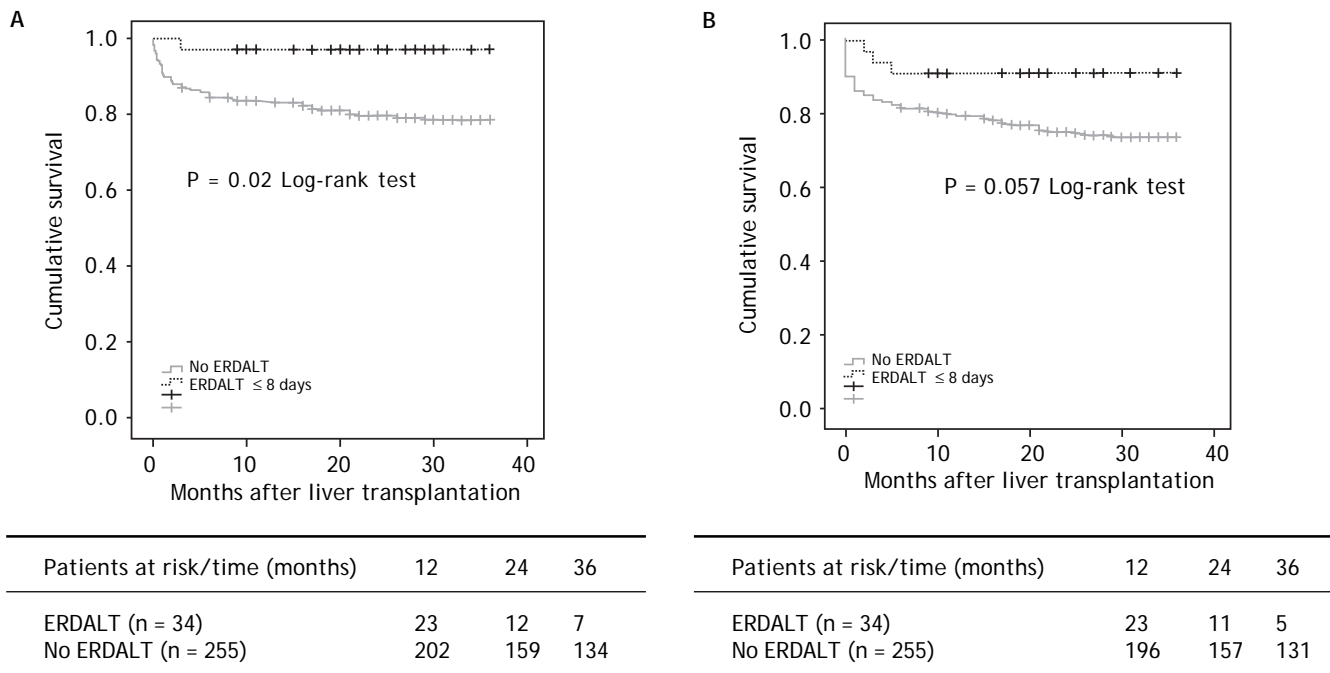 A
1.0
0.8
0.6
0.4
0.2
0.0
Cumulative survival
P = 0.02 Log-rank test
No ERDALT
ERDALT ≤ 8 days
0 10 20 30 40
Months after liver transplantation
Patients at risk/time (months) 12 24 36
ERDALT (n = 34) 23 12 7
No ERDALT (n = 255) 202 159 134
B
1.0
0.8
0.6
0.4
0.2
0.0
Cumulative survival
P = 0.057 Log-rank test
No ERDALT
ERDALT ≤ 8 days
0 10 20 30 40
Months after liver transplantation
Patients at risk/time (months) 12 24 36
ERDALT (n = 34) 23 11 5
No ERDALT (n = 255) 196 157 131